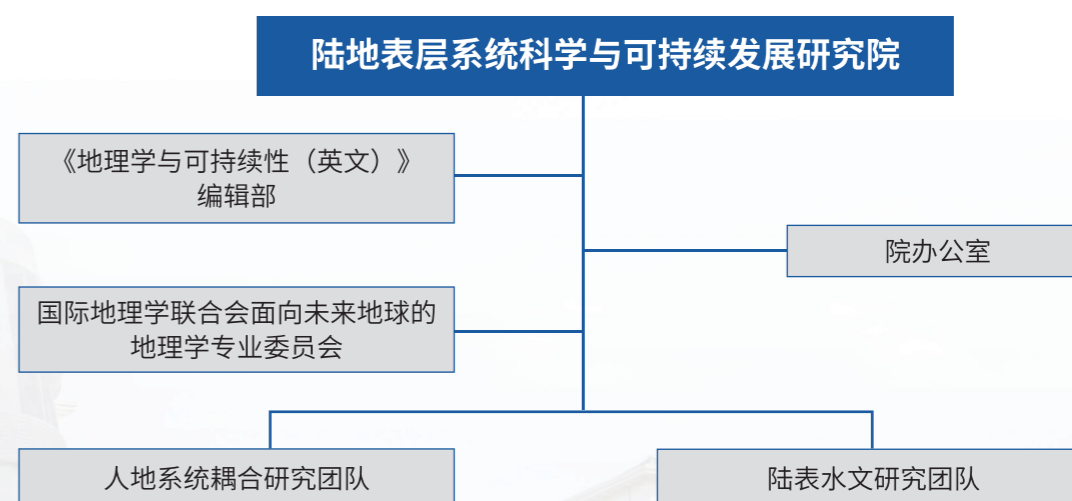 陆地表层系统科学与可持续发展研究院
《地理学与可持续性（英文）》
编辑部
院办公室
国际地理学联合会面向未来地球的
地理学专业委员会
人地系统耦合研究团队
陆表水文研究团队